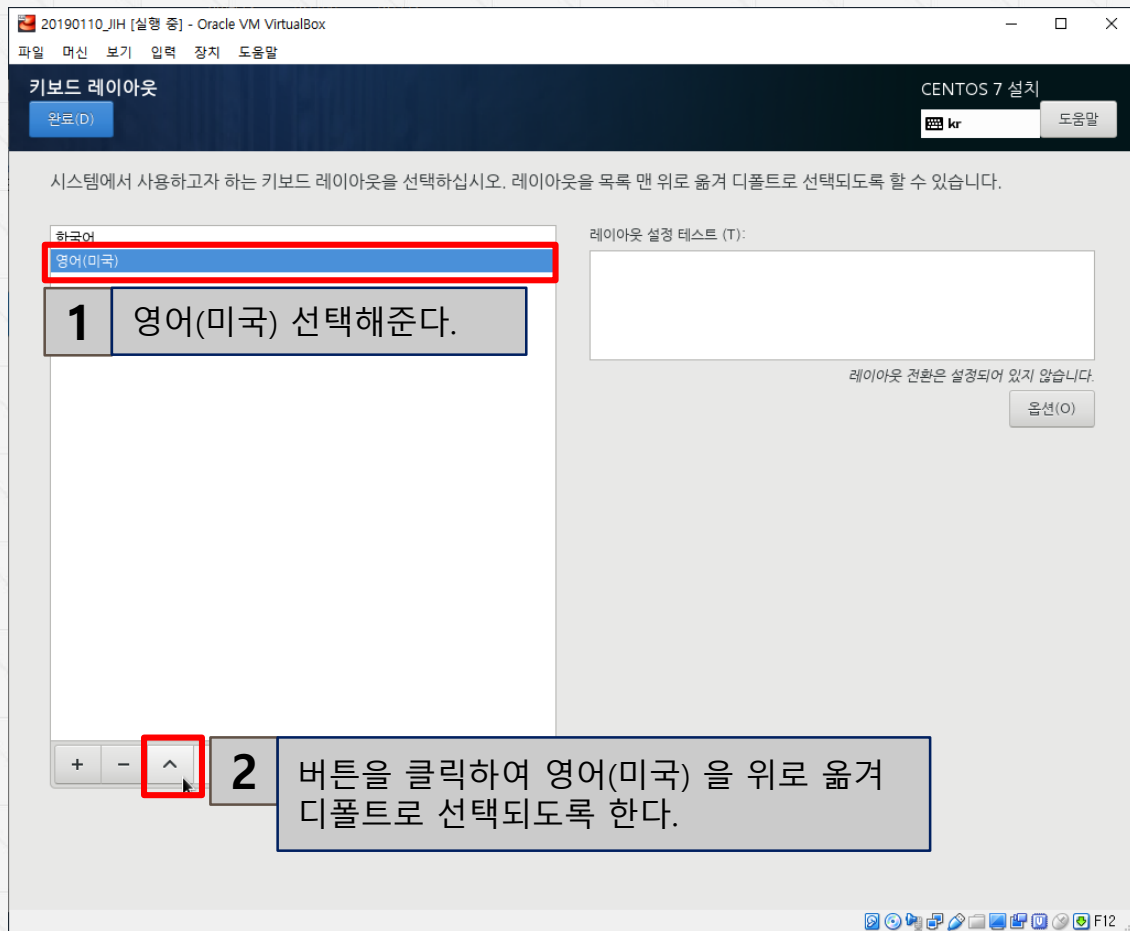 20190110_JIH [실행 중] - Oracle VM VirtualBox
파일 머신 보기 입력 장치 도움말
키보드 레이아웃
CENTOS 7 설치
완료(D)
kr
도움말
시스템에서 사용하고자 하는 키보드 레이아웃을 선택하십시오. 레이아웃을 목록 맨 위로 옮겨 디폴트로 선택되도록 할 수 있습니다.
한국어
영어(미국)
레이아웃 설정 테스트 (T):
1
영어(미국) 선택해준다.
레이아웃 전환은 설정되어 있지 않습니다.
옵션(O)
+ - ^
2
버튼을 클릭하여 영어(미국) 을 위로 옮겨
디폴트로 선택되도록 한다.
F12